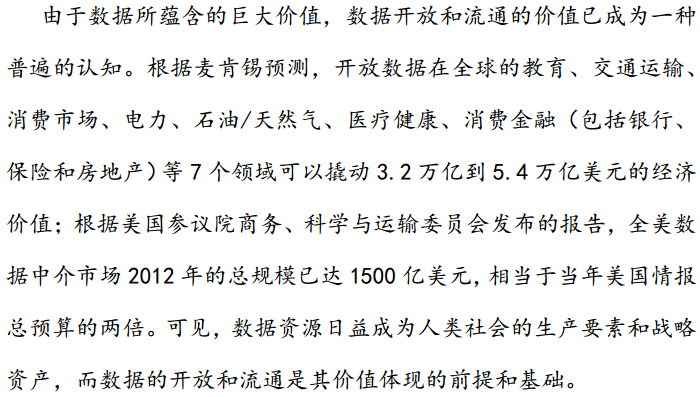 由于数据所蕴含的巨大价值，数据开放和流通的价值已成为一种
普遍的认知。根据麦肯锡预测，开放数据在全球的教育、交通运输、
消费市场、电力、石油/天然气、医疗健康、消费金融（包括银行、
保险和房地产）等 7 个领域可以撬动 3.2 万亿到 5.4 万亿美元的经济
价值；根据美国参议院商务、科学与运输委员会发布的报告，全美数
据中介市场 2012 年的总规模已达 1500 亿美元，相当于当年美国情报
总预算的两倍。可见，数据资源日益成为人类社会的生产要素和战略
资产，而数据的开放和流通是其价值体现的前提和基础。